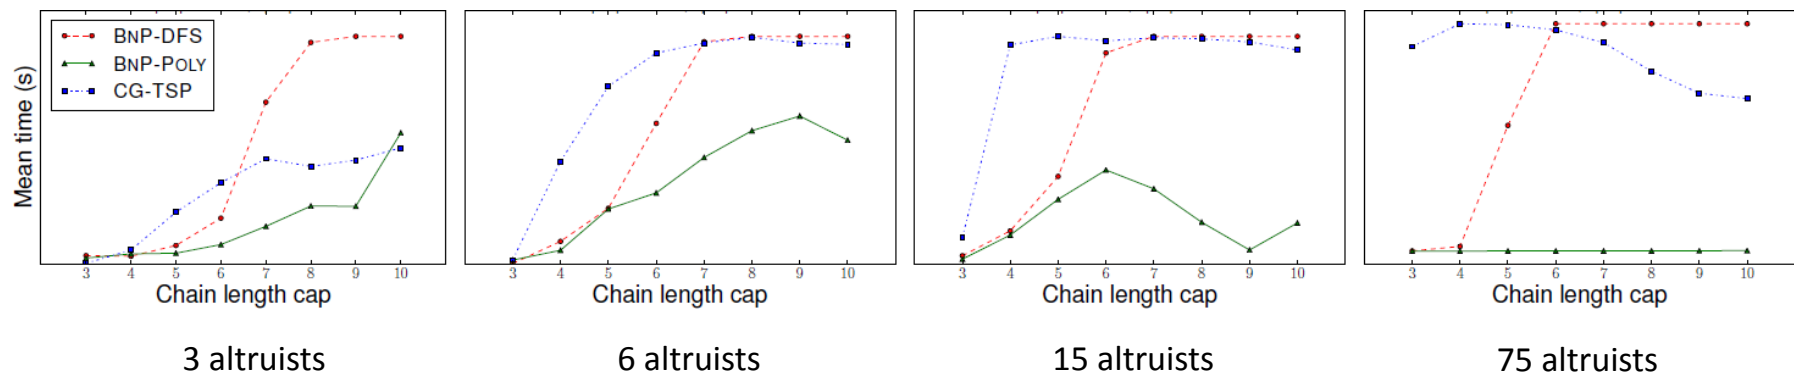 BNP-DFS
BNP-POLY
CG-TSP
Mean time (s)
3 4 5 6 7 8 9 10
3 4 5 6 7 8 9 10
3 4 5 6 7 8 9 10
3 4 5 6 7 8 9 10
Chain length cap
Chain length cap
Chain length cap
Chain length cap
3 altruists
6 altruists
15 altruists
75 altruists